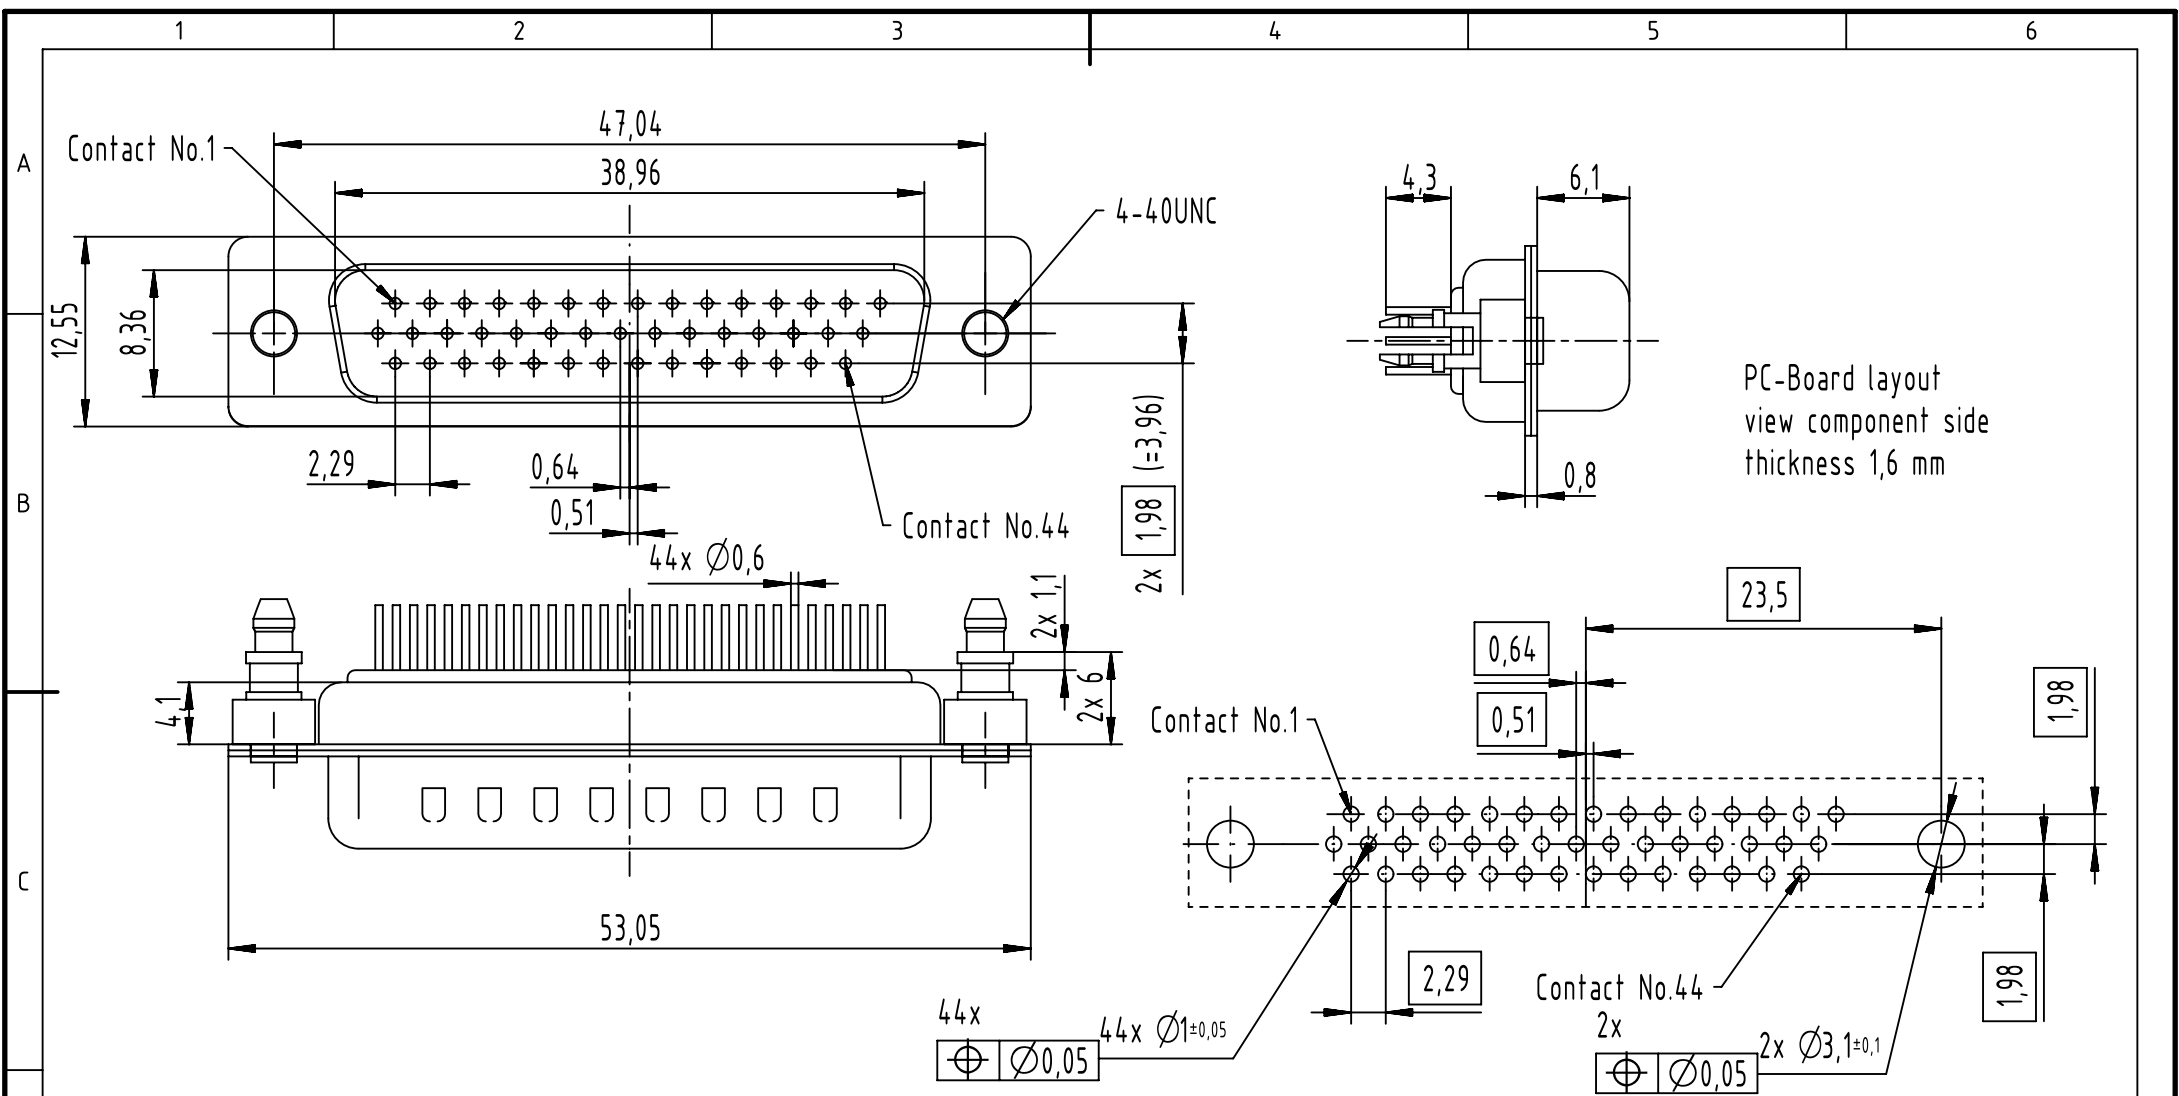 1
2
3
4
5
6
A
B
C
47,04
Contact No.1
38,96
4-40UNC
12,55
8,36
2,29
0,64
0,51
Contact No.44
2x 1,98 (=3,96)
4,3
6,1
0,8
PC-Board layout
view component side
thickness 1,6 mm
44x Ø0,6
2x 1,1
2x 6
4,1
53,05
23,5
0,64
0,51
1,98
Contact No.1
1,98
2,29
Contact No.44
44x
Ø0,05
44x Ø1±0,05
2x
Ø0,05
2x Ø3,1±0,1